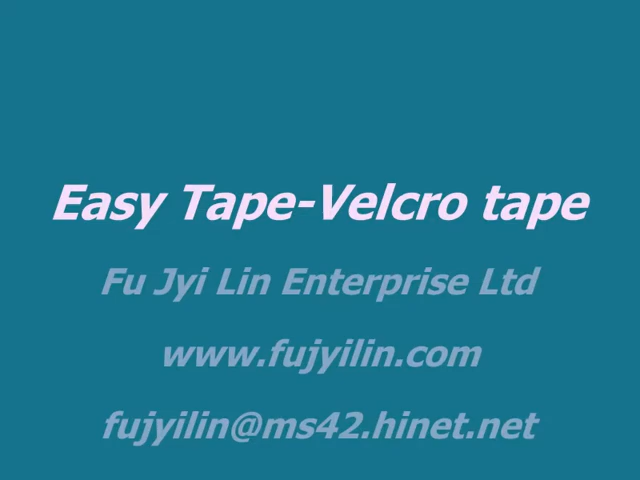 Easy Tape-Velcro tape
Fu Jyi Lin Enterprise Ltd
www.fujyilin.com
fujyilin@ms42.hinet.net